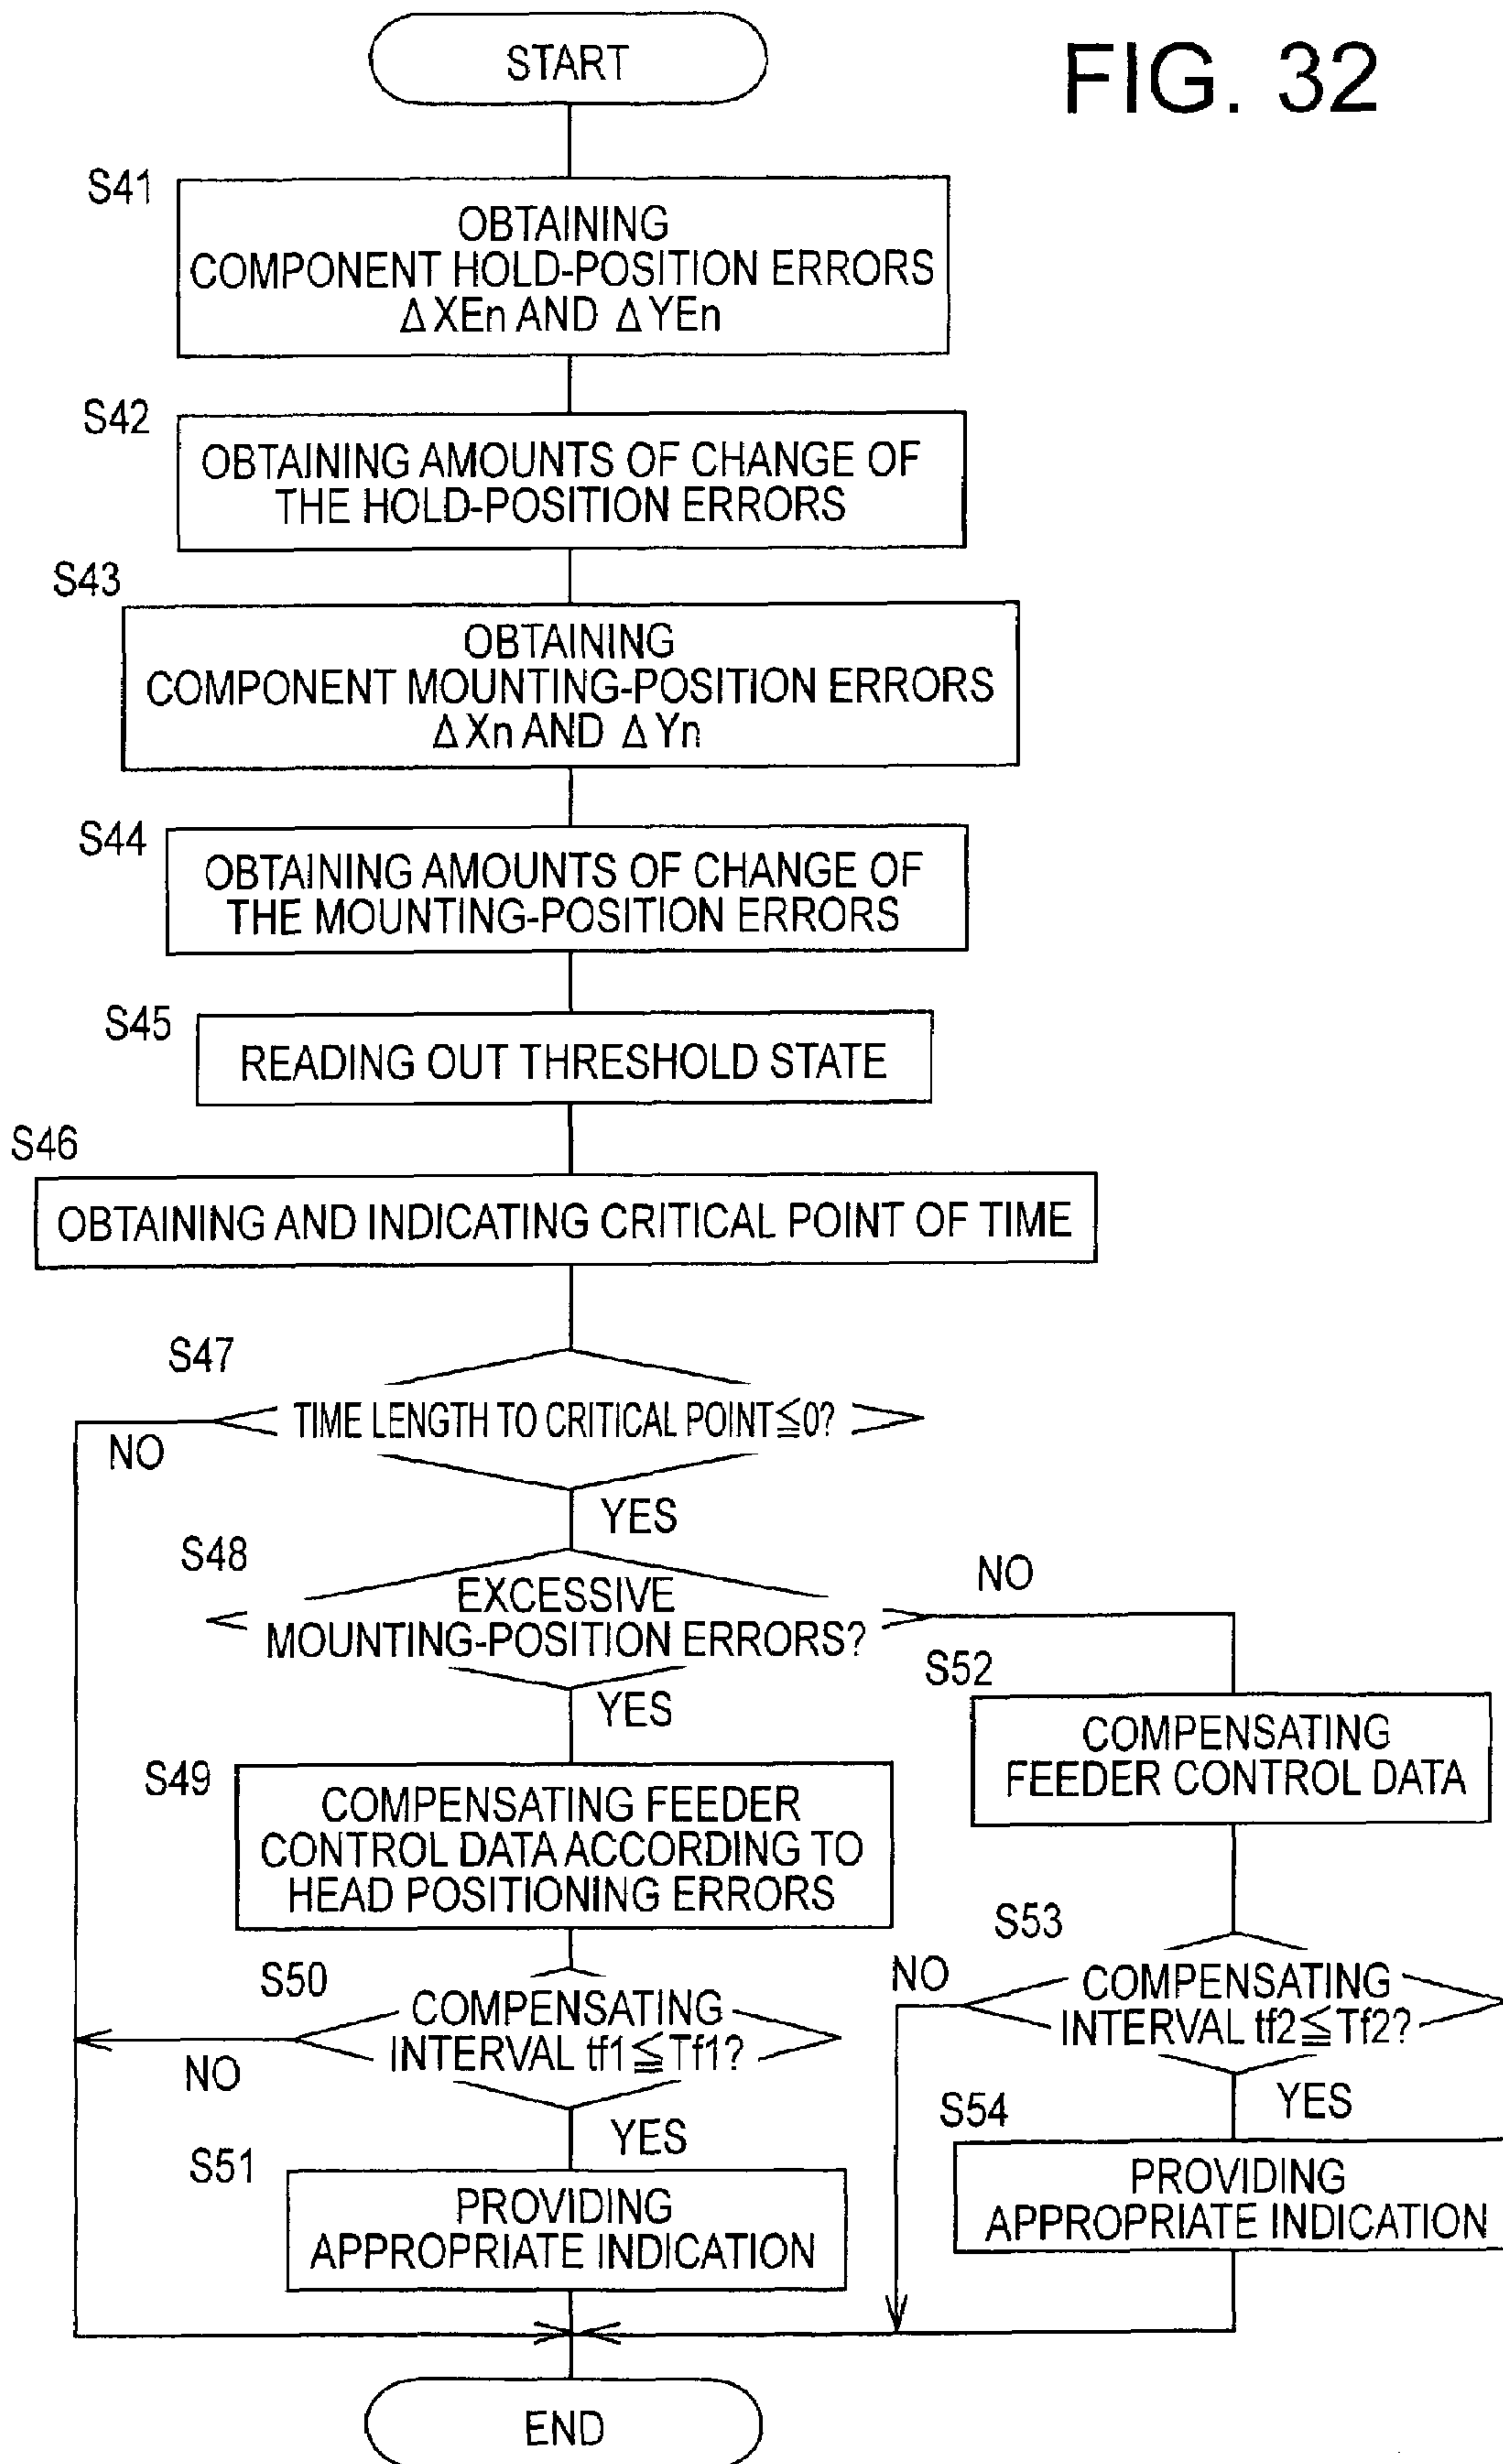 START
FIG. 32
S41
OBTAINING
COMPONENT HOLD-POSITION ERRORS
ΔXEn AND ΔYEn
S42
OBTAINING AMOUNTS OF CHANGE OF
THE HOLD-POSITION ERRORS
S43
OBTAINING
COMPONENT MOUNTING-POSITION ERRORS
ΔXn AND ΔYn
S44
OBTAINING AMOUNTS OF CHANGE OF
THE MOUNTING-POSITION ERRORS
S45
READING OUT THRESHOLD STATE
S46
OBTAINING AND INDICATING CRITICAL POINT OF TIME
S47
TIME LENGTH TO CRITICAL POINT≦0?
NO
YES
S48
EXCESSIVE
MOUNTING-POSITION ERRORS?
NO
YES
S49
COMPENSATING FEEDER
CONTROL DATA ACCORDING TO
HEAD POSITIONING ERRORS
S50
COMPENSATING
INTERVAL tf1≦Tf1?
NO
YES
S51
PROVIDING
APPROPRIATE INDICATION
S52
COMPENSATING
FEEDER CONTROL DATA
S53
COMPENSATING
INTERVAL tf2≦Tf2?
NO
YES
S54
PROVIDING
APPROPRIATE INDICATION
END